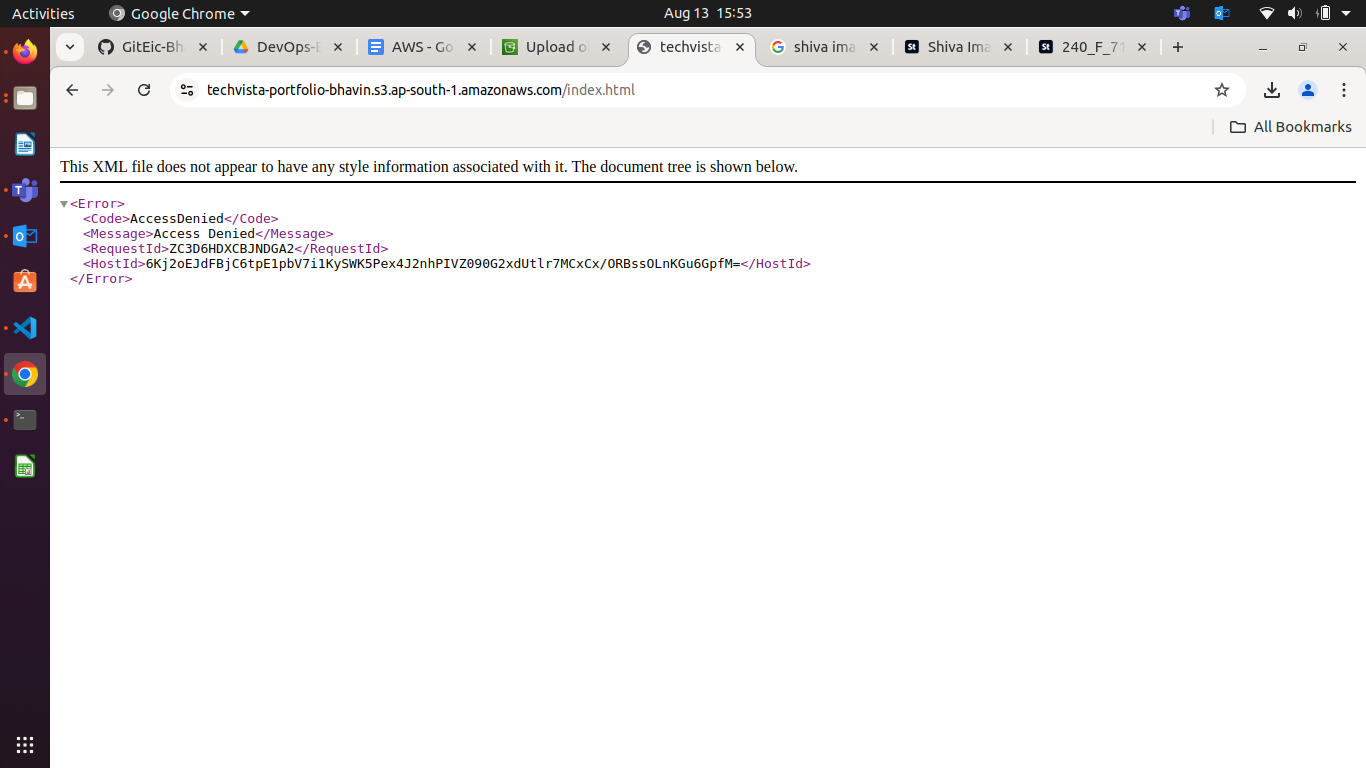 Activities
Google Chrome
Aug 13 15:53
GitEic-Bh
DevOps-E
AWS - Go
Upload o
techvista
shiva ima
Shiva Ima
240_F_71
techvista-portfolio-bhavin.s3.ap-south-1.amazonaws.com/index.html
All Bookmarks
This XML file does not appear to have any style information associated with it. The document tree is shown below.
<Error>
<Code>AccessDenied</Code>
<Message>Access Denied</Message>
<RequestId>ZC3D6HDXCBJNDGA2</RequestId>
<HostId>6Kj2oEJdFBjC6tpE1pbV7i1KySWK5Pex4J2nhPIVZ090G2xdUtlr7MCxCx/ORBssOLnKGu6GpfM=</HostId>
</Error>